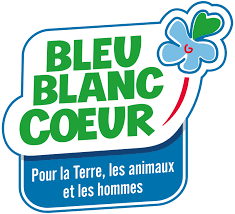 BLEU
BLANC
COEUR
Pour la Terre, les animaux
et les hommes